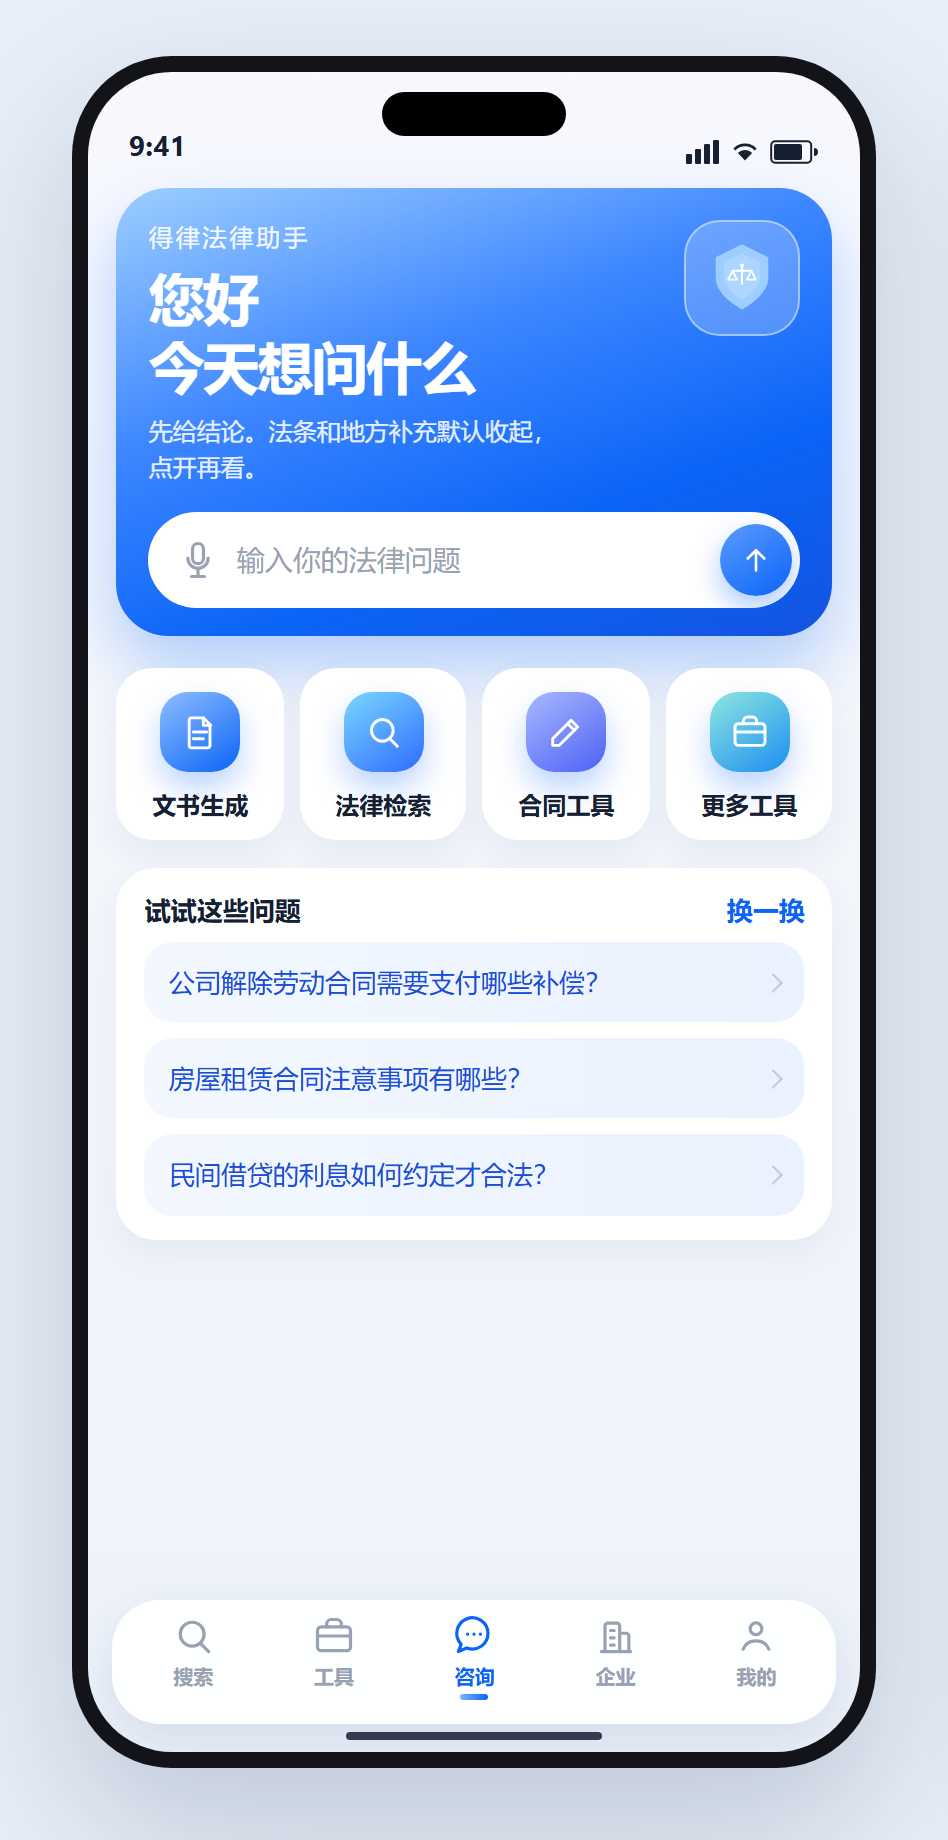 9:41
得律法律助手
您好
今天想问什么
先给结论。法条和地方补充默认收起，
点开再看。
输入你的法律问题
文书生成
法律检索
合同工具
更多工具
试试这些问题
换一换
公司解除劳动合同需要支付哪些补偿？
房屋租赁合同注意事项有哪些？
民间借贷的利息如何约定才合法？
搜索
工具
咨询
企业
我的